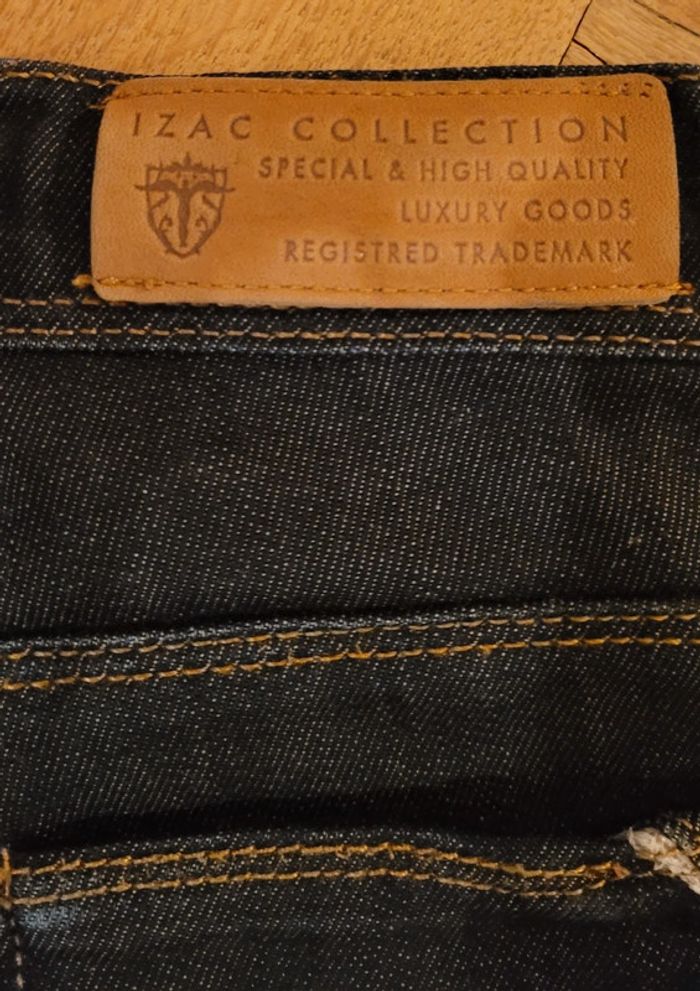 IZAC COLLECTION
SPECIAL & HIGH QUALITY
LUXURY GOODS
REGISTRED TRADEMARK